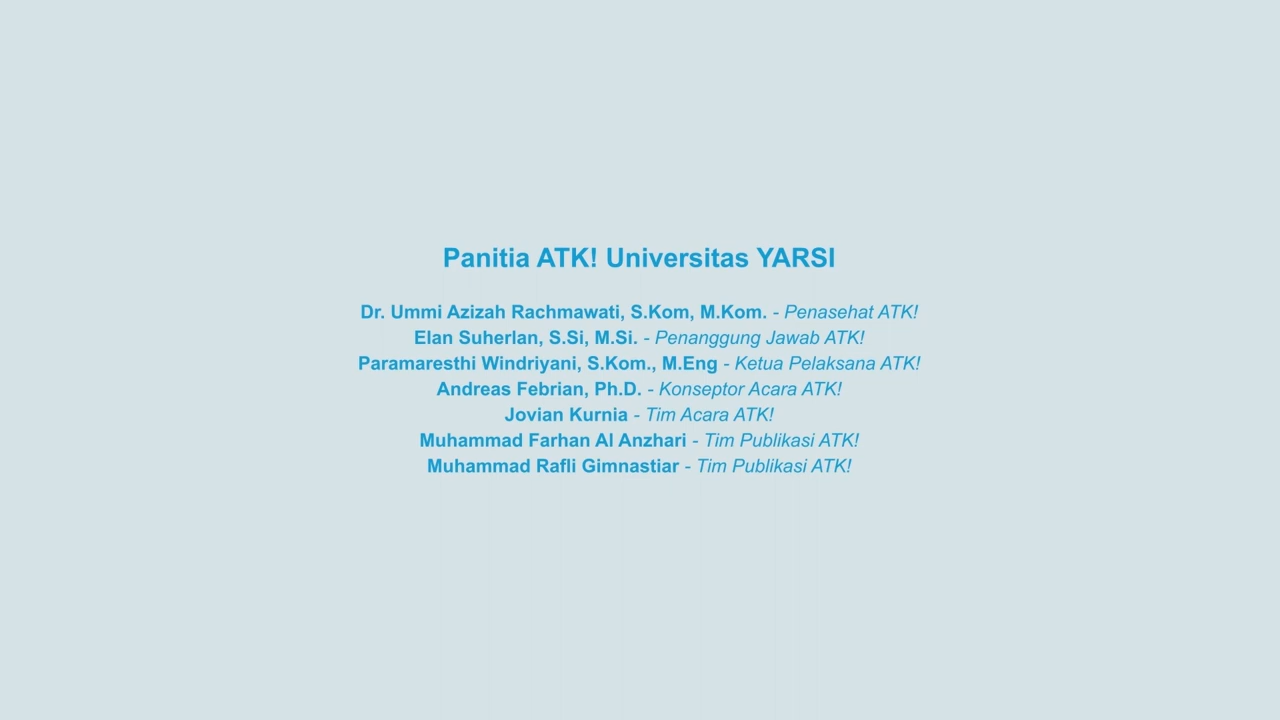 Panitia ATK! Universitas YARSI
Dr. Ummi Azizah Rachmawati, S.Kom, M.Kom. - Penasehat ATK!
Elan Suherlan, S.Si, M.Si. - Penanggung Jawab ATK!
Paramaresthi Windriyani, S.Kom., M.Eng - Ketua Pelaksana ATK!
Andreas Febrian, Ph.D. - Konseptor Acara ATK!
Jovian Kurnia - Tim Acara ATK!
Muhammad Farhan Al Anzhari - Tim Publikasi ATK!
Muhammad Rafli Gimnastiar - Tim Publikasi ATK!